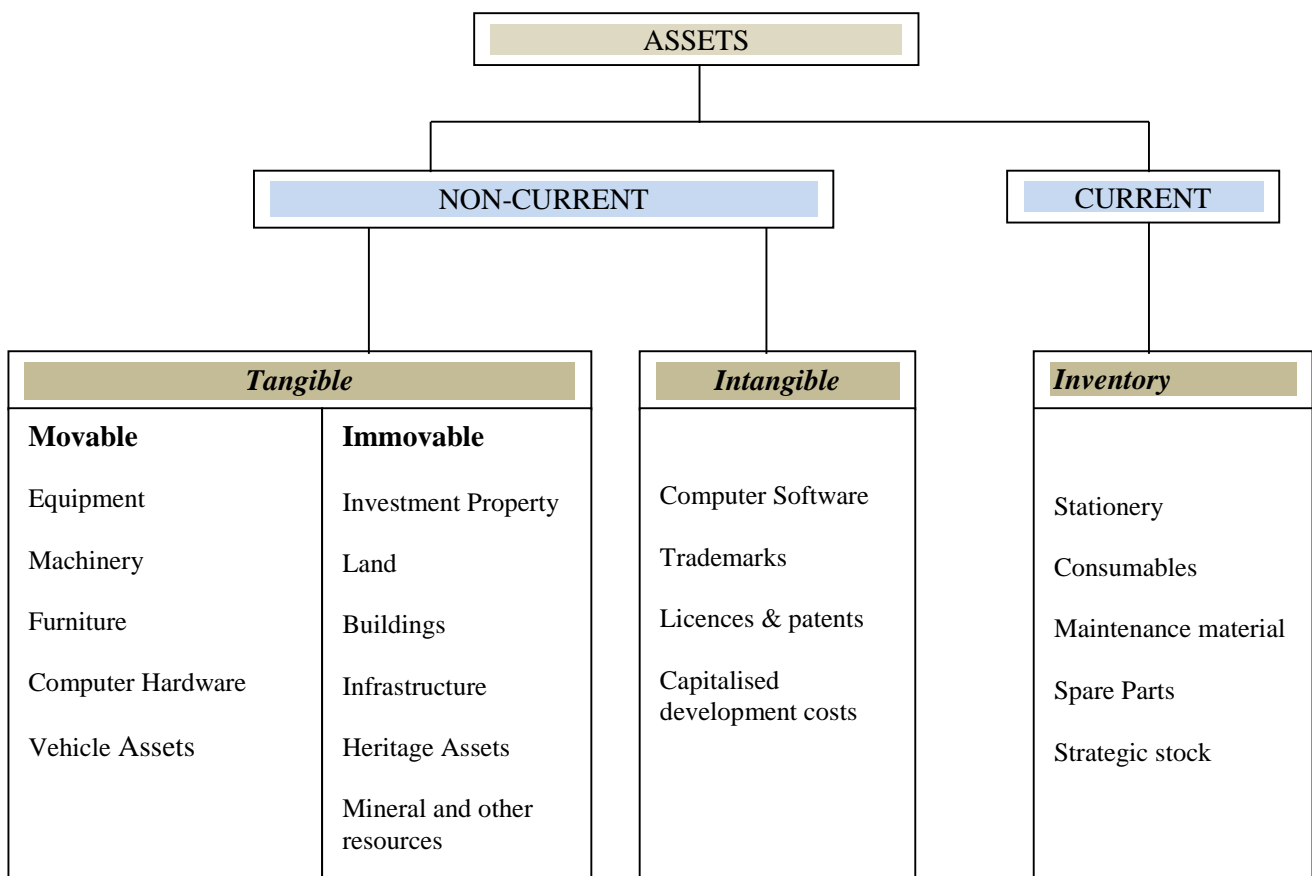 ASSETS
NON-CURRENT
CURRENT
Tangible
Movable
Equipment
Machinery
Furniture
Computer Hardware
Vehicle Assets
Immovable
Investment Property
Land
Buildings
Infrastructure
Heritage Assets
Mineral and other
resources
Intangible
Computer Software
Trademarks
Licences & patents
Capitalised
development costs
Inventory
Stationery
Consumables
Maintenance material
Spare Parts
Strategic stock